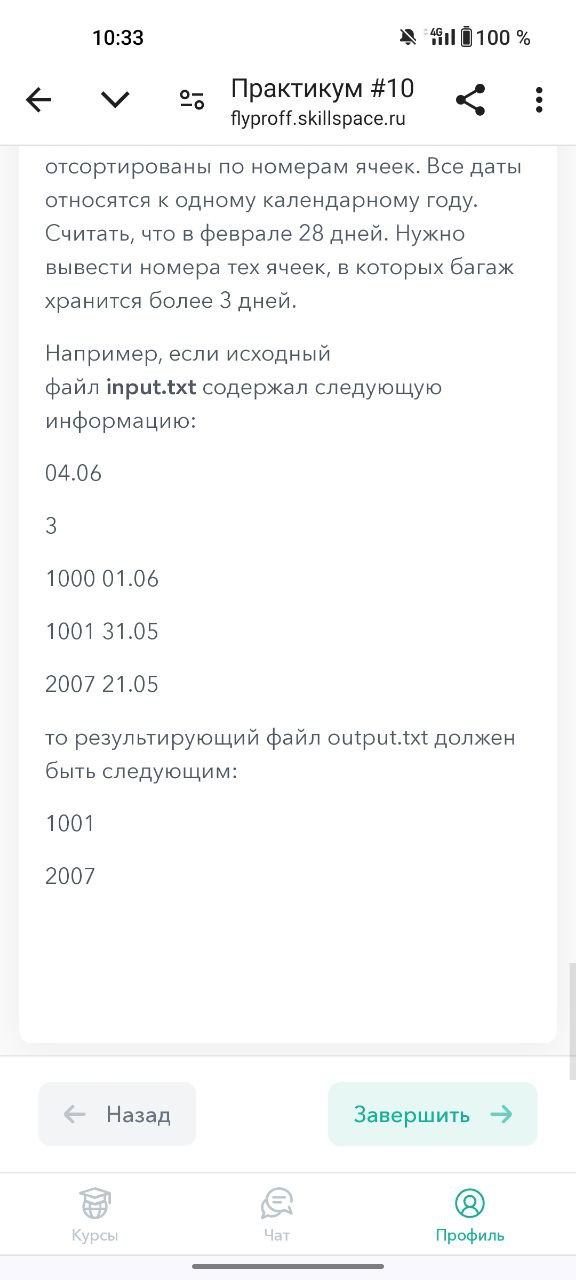 10:33
4G 100 %
Практикум #10
flyproff.skillspace.ru
отсортированы по номерам ячеек. Все даты
относятся к одному календарному году.
Считать, что в феврале 28 дней. Нужно
вывести номера тех ячеек, в которых багаж
хранится более 3 дней.
Например, если исходный
файл input.txt содержал следующую
информацию:
04.06
3
1000 01.06
1001 31.05
2007 21.05
то результирующий файл output.txt должен
быть следующим:
1001
2007
Назад
Завершить
Курсы
Чат
Профиль